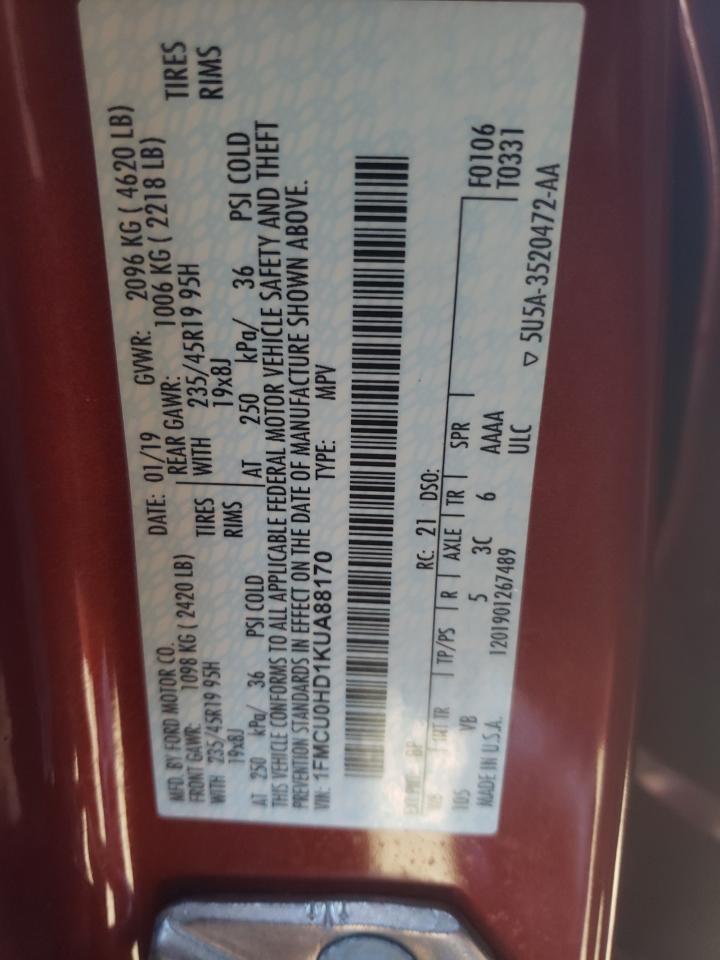 MFD. BY FORD MOTOR CO.
DATE: 01/19 GVWR: 2096 KG ( 4620 LB)
FRONT GAWR: 1098 KG ( 2420 LB) REAR GAWR: 1006 KG ( 2218 LB)
WITH 235/45R19 95H TIRES WITH 235/45R19 95H TIRES
19x8J RIMS 19x8J RIMS
AT 250 kPa/ 36 PSI COLD AT 250 kPa/ 36 PSI COLD
THIS VEHICLE CONFORMS TO ALL APPLICABLE FEDERAL MOTOR VEHICLE SAFETY AND THEFT
PREVENTION STANDARDS IN EFFECT ON THE DATE OF MANUFACTURE SHOWN ABOVE.
VIN: 1FMCU0HD1KUA88170 TYPE: MPV
EXT PNT: RC: 21 DSO:
WB INT TR TP/PS R AXLE TR SPR F0106
105 VB 5 3C 6 AAAA T0331
MADE IN U.S.A. 1201901267489 ULC
▽ 5U5A-3520472-AA